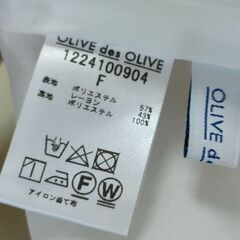 OLIVE des OLIVE
1224100904
F
表地 ポリエステル 57%
レーヨン 43%
裏地 ポリエステル 100%
F W
アイロン当て布
OLIVE de